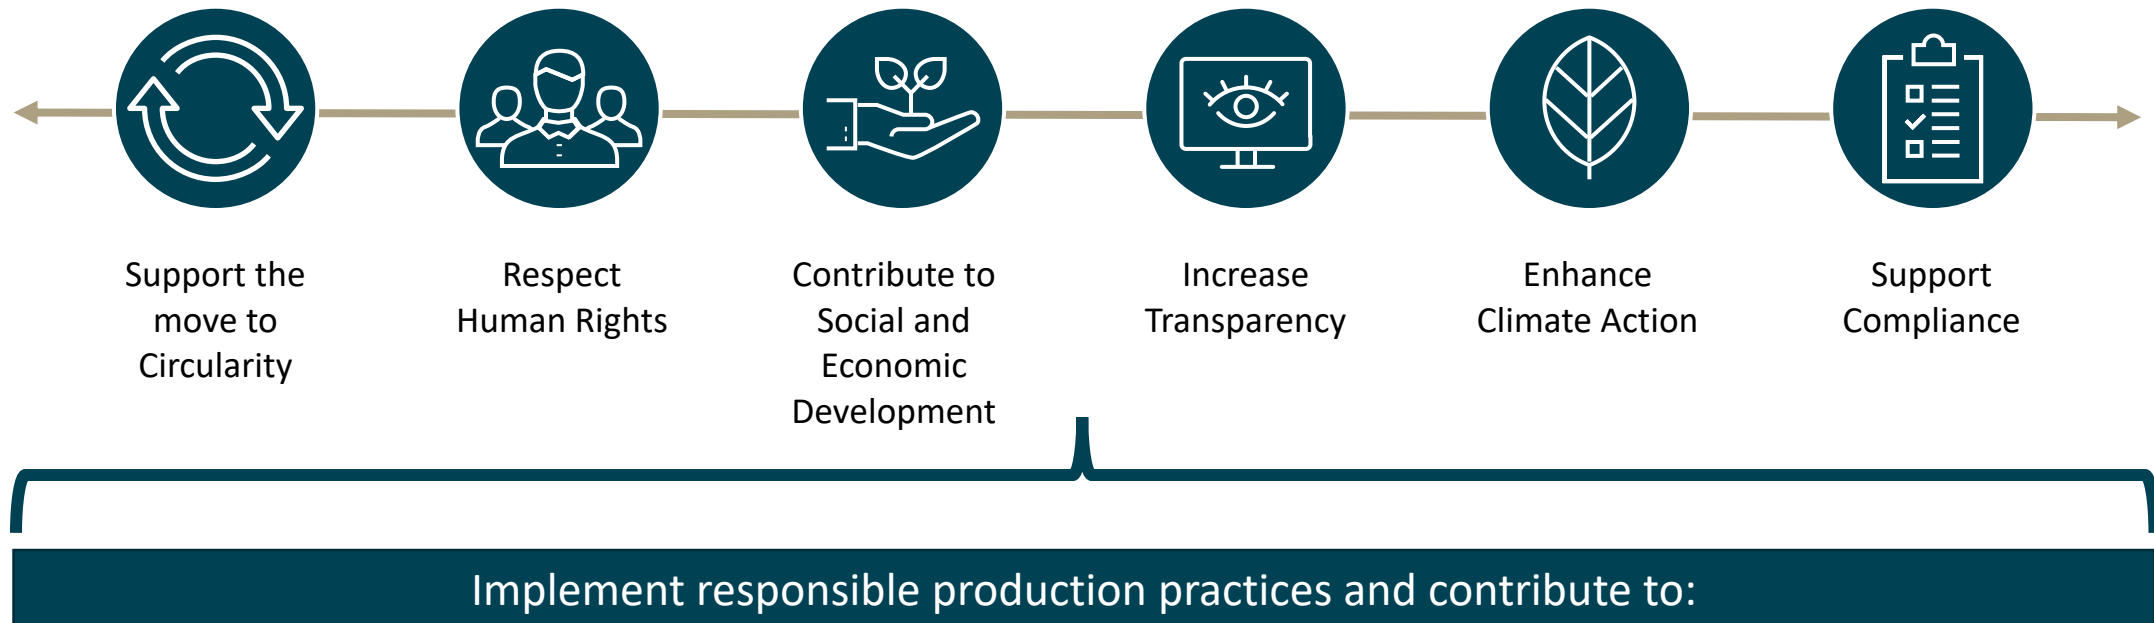 Support the
move to
Circularity
Respect
Human Rights
Contribute to
Social and
Economic
Development
Increase
Transparency
Enhance
Climate Action
Support
Compliance
Implement responsible production practices and contribute to: